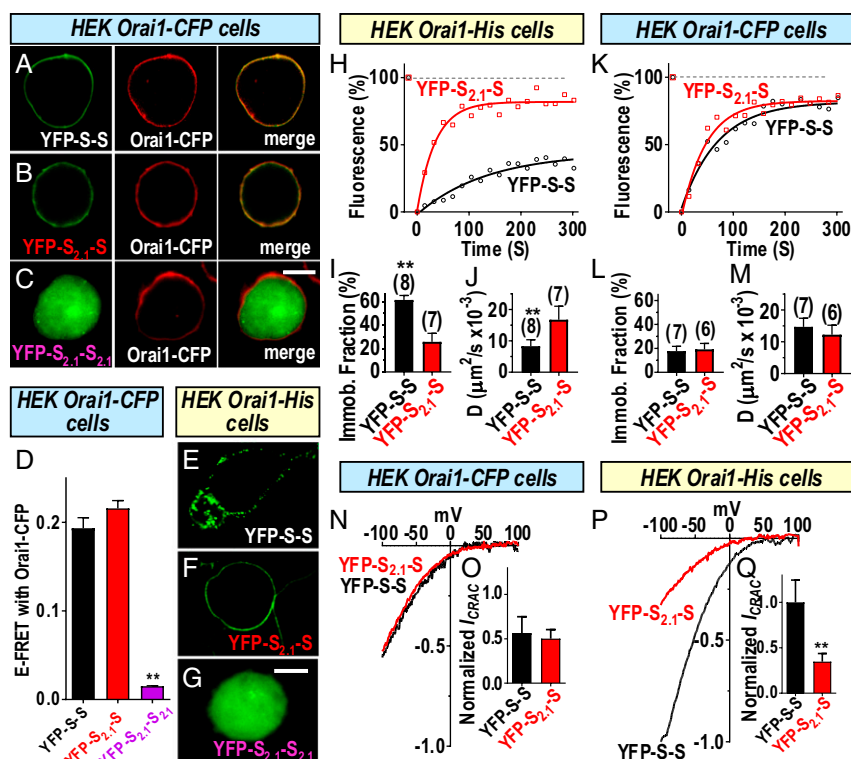 HEK Orai1-CFP cells
A
YFP-S-S
Orai1-CFP
merge
B
YFP-S2.1-S
Orai1-CFP
merge
C
YFP-S2.1-S2.1
Orai1-CFP
merge
HEK Orai1-CFP
cells
D
E-FRET with Orai1-CFP
0.2
0.1
0.0
**
YFP-S-S
YFP-S2.1-S
YFP-S2.1-S2.1
HEK Orai1-His
cells
E
YFP-S-S
F
YFP-S2.1-S
G
YFP-S2.1-S2.1
HEK Orai1-His cells
H
Fluorescence (%)
100
50
0
YFP-S2.1-S
YFP-S-S
0 100 200 300
Time (S)
I
Immob. Fraction (%)
60
40
20
0
**
(8)
(7)
YFP-S-S
YFP-S2.1-S
J
D (μm²/s x 10⁻³)
20
10
0
**
(8)
(7)
YFP-S-S
YFP-S2.1-S
HEK Orai1-CFP cells
K
Fluorescence (%)
100
50
0
YFP-S2.1-S
YFP-S-S
0 100 200 300
Time (S)
L
Immob. Fraction (%)
60
40
20
0
(7)
(6)
YFP-S-S
YFP-S2.1-S
M
D (μm²/s x 10⁻³)
20
10
0
(7)
(6)
YFP-S-S
YFP-S2.1-S
HEK Orai1-CFP cells
N
mV
-100 -50 0 50 100
YFP-S2.1-S
YFP-S-S
-0.5
-1.0
O
Normalized ICRAC
1.0
0.5
0.0
YFP-S-S
YFP-S2.1-S
HEK Orai1-His cells
P
mV
-100 -50 0 50 100
YFP-S2.1-S
YFP-S-S
-0.5
-1.0
Q
Normalized ICRAC
1.0
0.5
0.0
**
YFP-S-S
YFP-S2.1-S